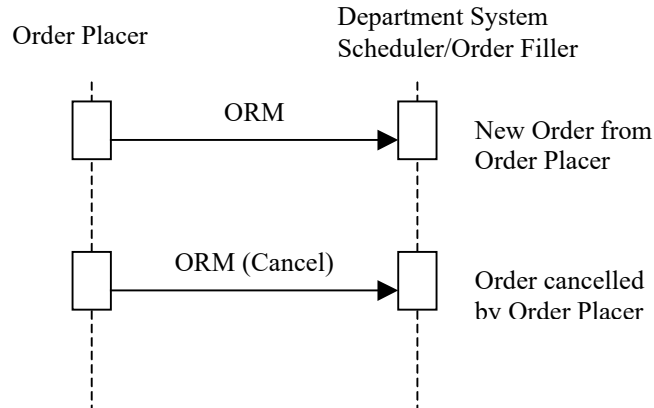 Order Placer
Department System
Scheduler/Order Filler
ORM
New Order from
Order Placer
ORM (Cancel)
Order cancelled
by Order Placer